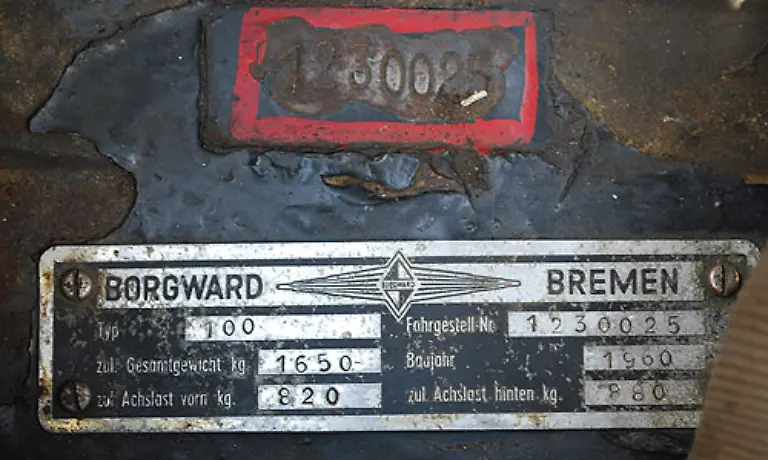 1230025
BORGWARD BORGWARD BREMEN
Typ 100 Fahrgestell-Nr. 1230025
zul. Gesamtgewicht kg. 1650- Baujahr 1960
zul. Achslast vorn kg. 820 zul. Achslast hinten kg. 880